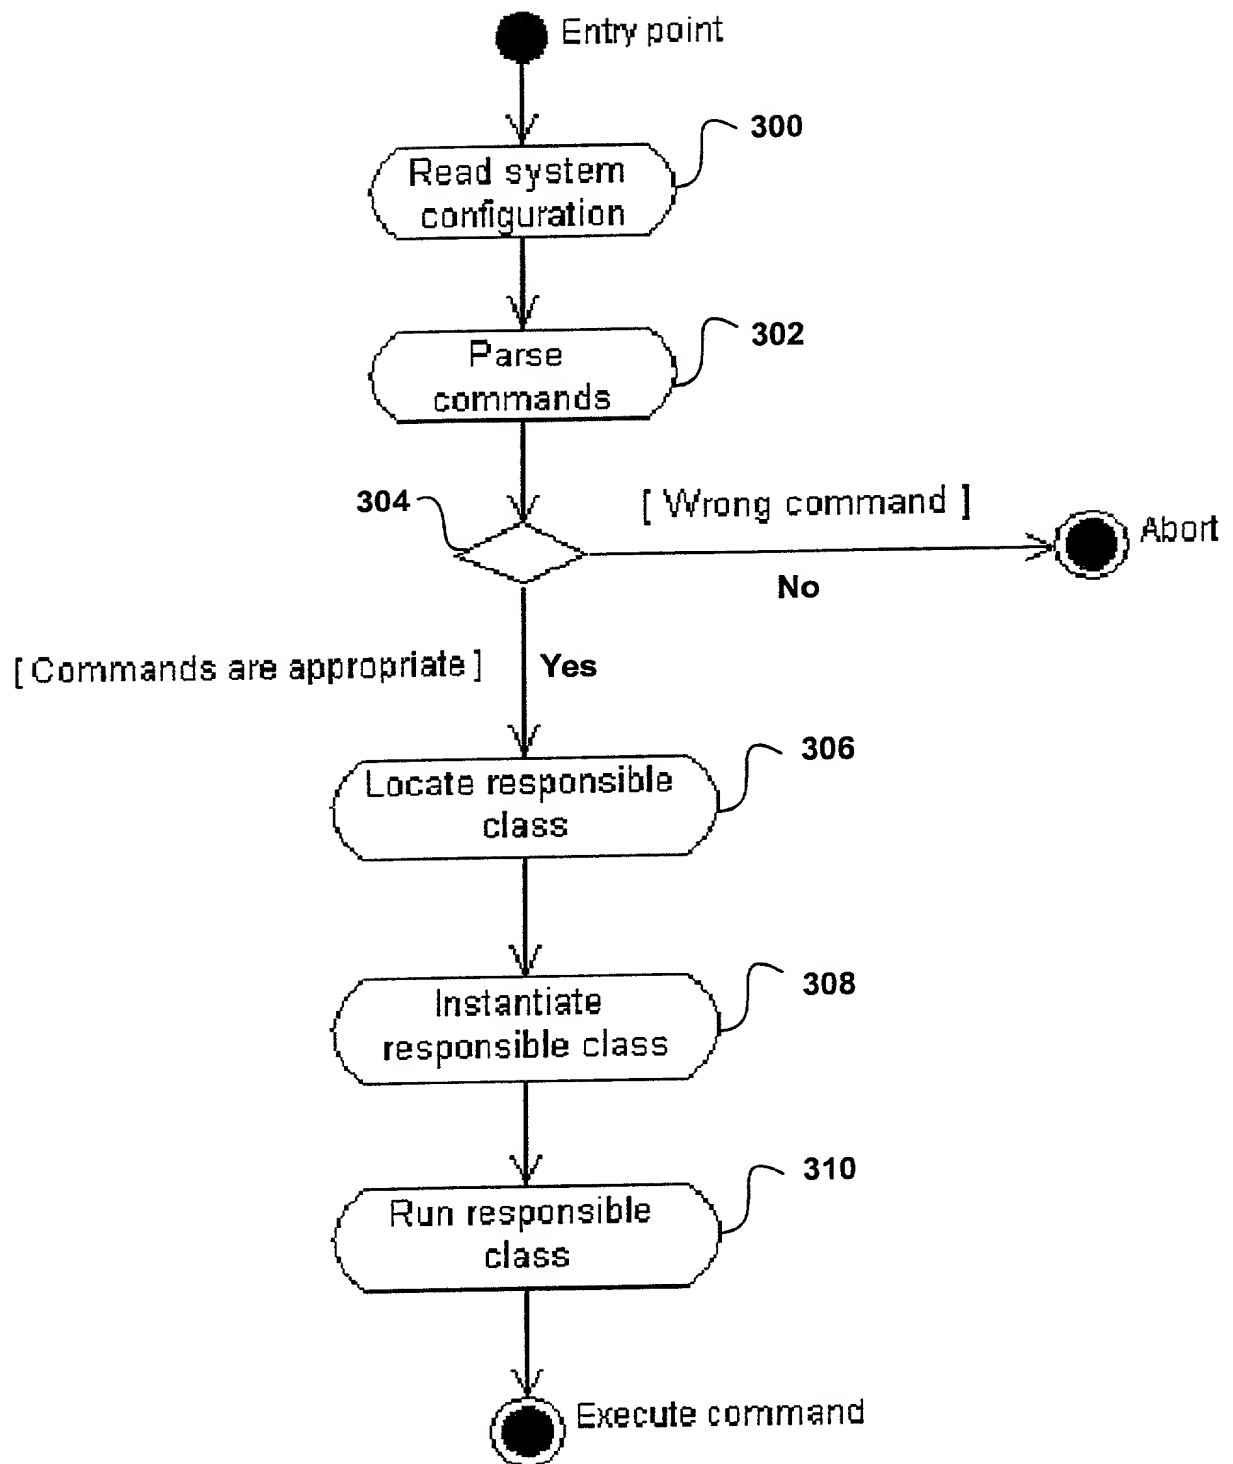 Entry point
300
Read system
configuration
302
Parse
commands
304
[ Wrong command ]
Abort
No
[ Commands are appropriate ]
Yes
306
Locate responsible
class
308
Instantiate
responsible class
310
Run responsible
class
Execute command